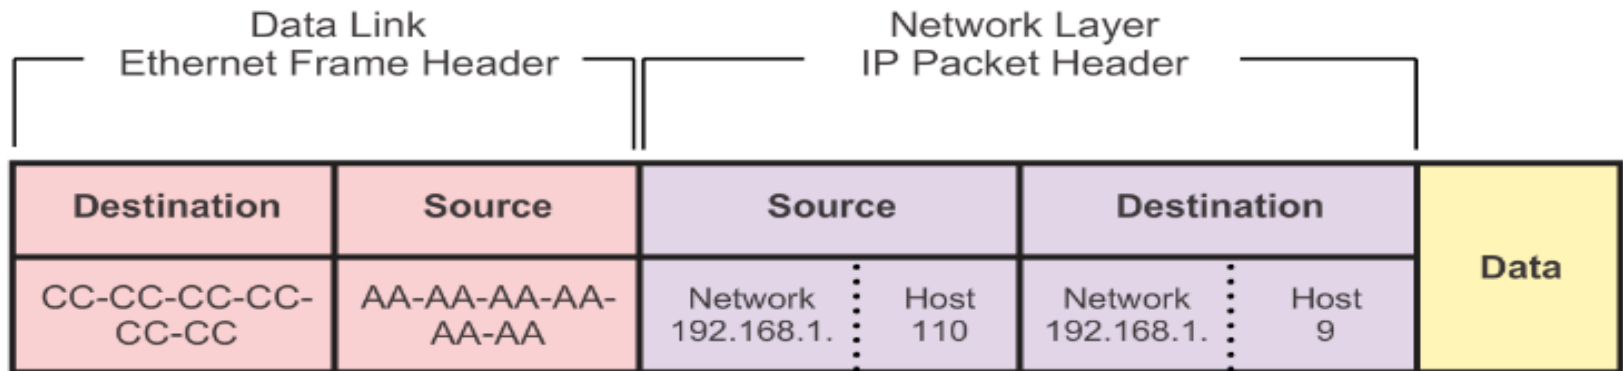 Data Link
Ethernet Frame Header
Network Layer
IP Packet Header
Destination
Source
Source
Destination
Data
CC-CC-CC-CC-
CC-CC
AA-AA-AA-AA-
AA-AA
Network
192.168.1.
Host
110
Network
192.168.1.
Host
9